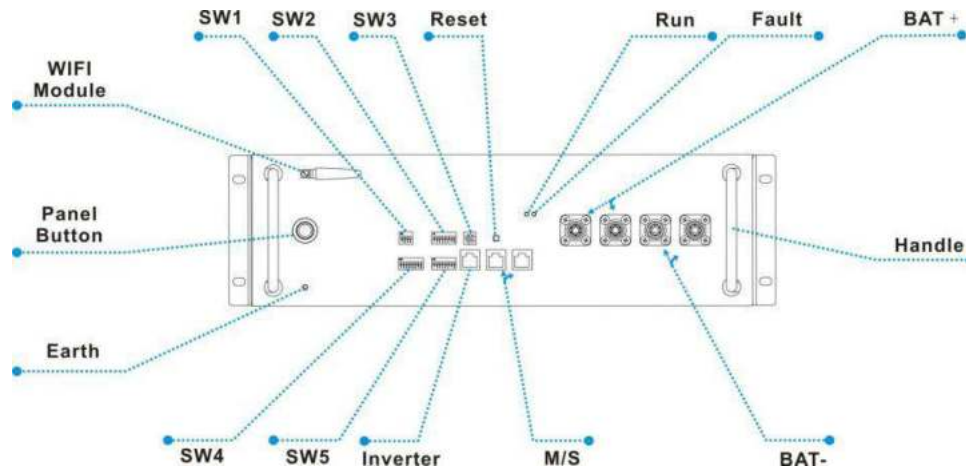 SW1
SW2
SW3
Reset
Run
Fault
BAT +
WIFI
Module
Panel
Button
Handle
Earth
SW4
SW5
Inverter
M/S
BAT-